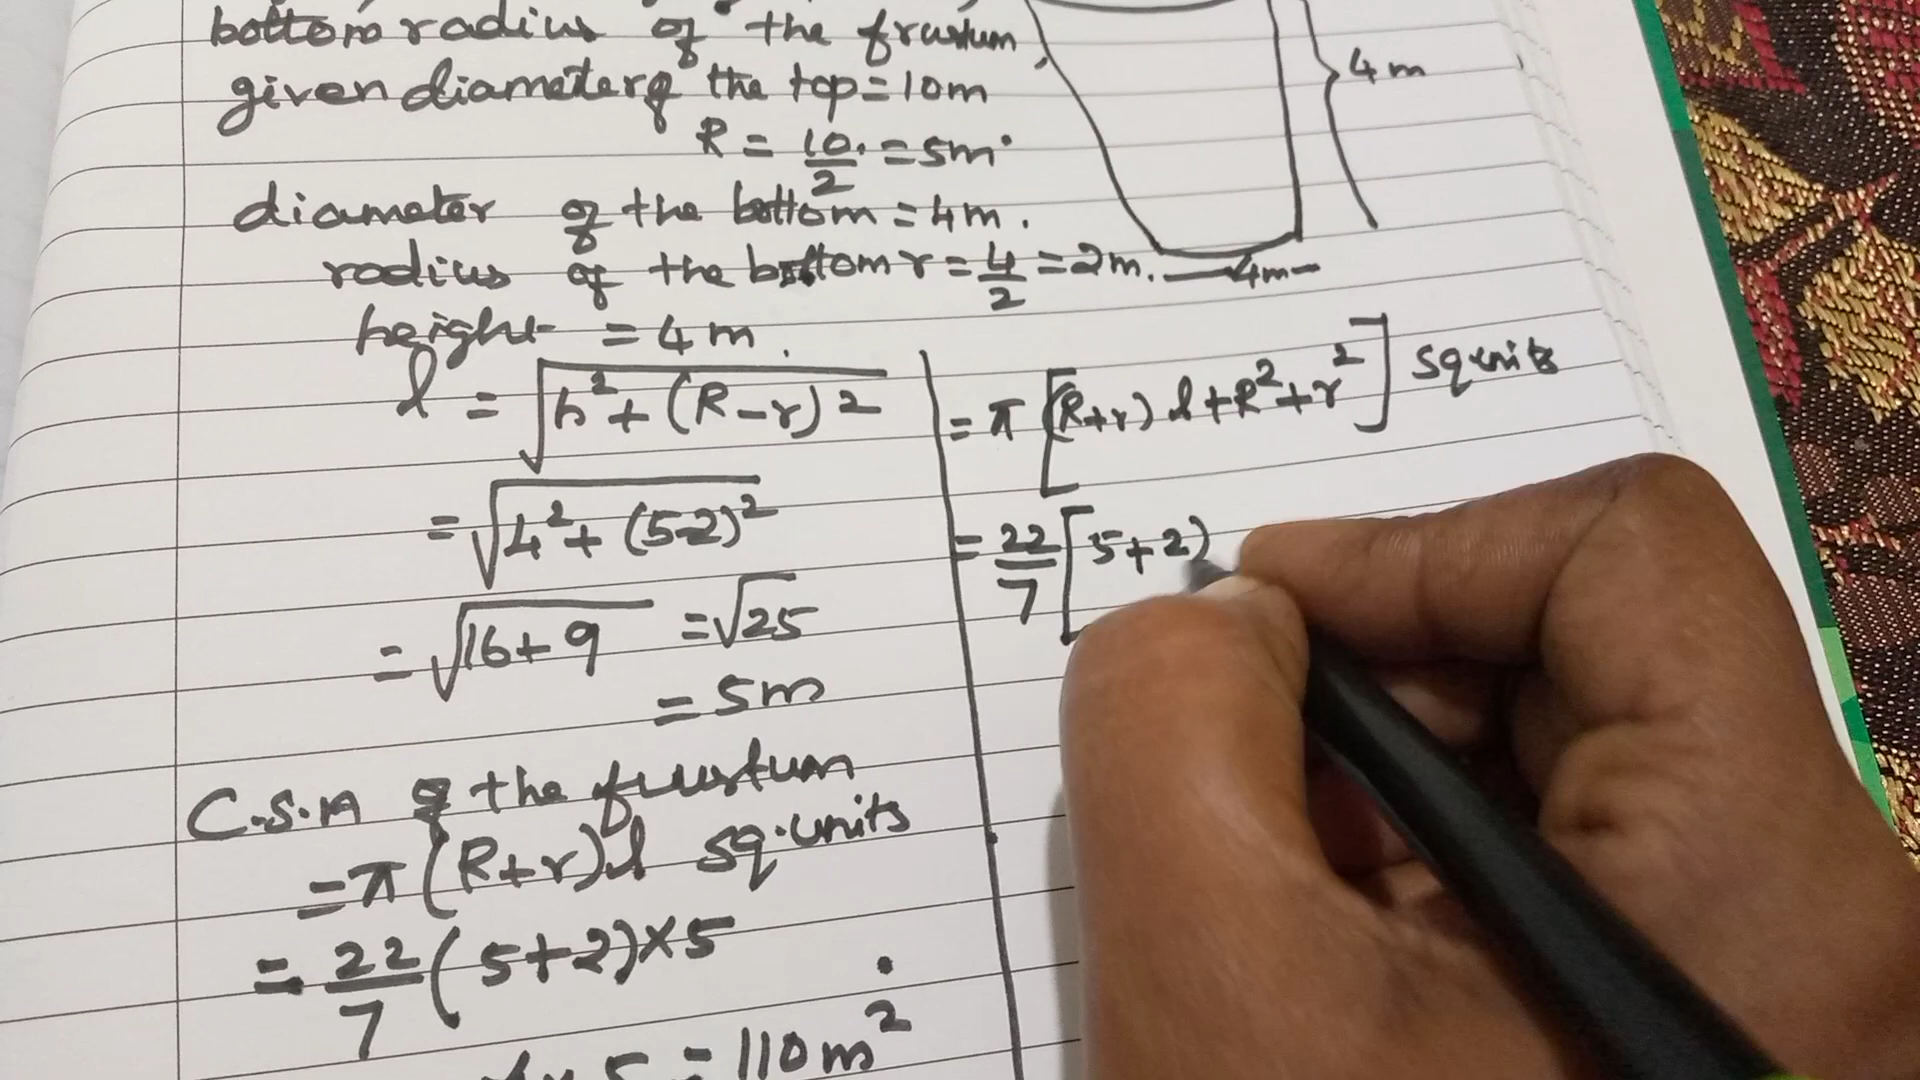 bottom radius of the frustum,
given diameter of the top = 10m
R = 10/2 = 5m
diameter of the bottom = 4m.
radius of the bottom r = 4/2 = 2m.
height = 4m.
l = √h² + (R-r)²
= √4² + (5-2)²
= √16+9 = √25
= 5m
C.S.A of the frustum
= π(R+r)l sq.units
= 22/7 (5+2)×5
5 = 110m²
4m
4m
= π[(R+r)l+R²+r²] sq units
= 22/7 [5+2)